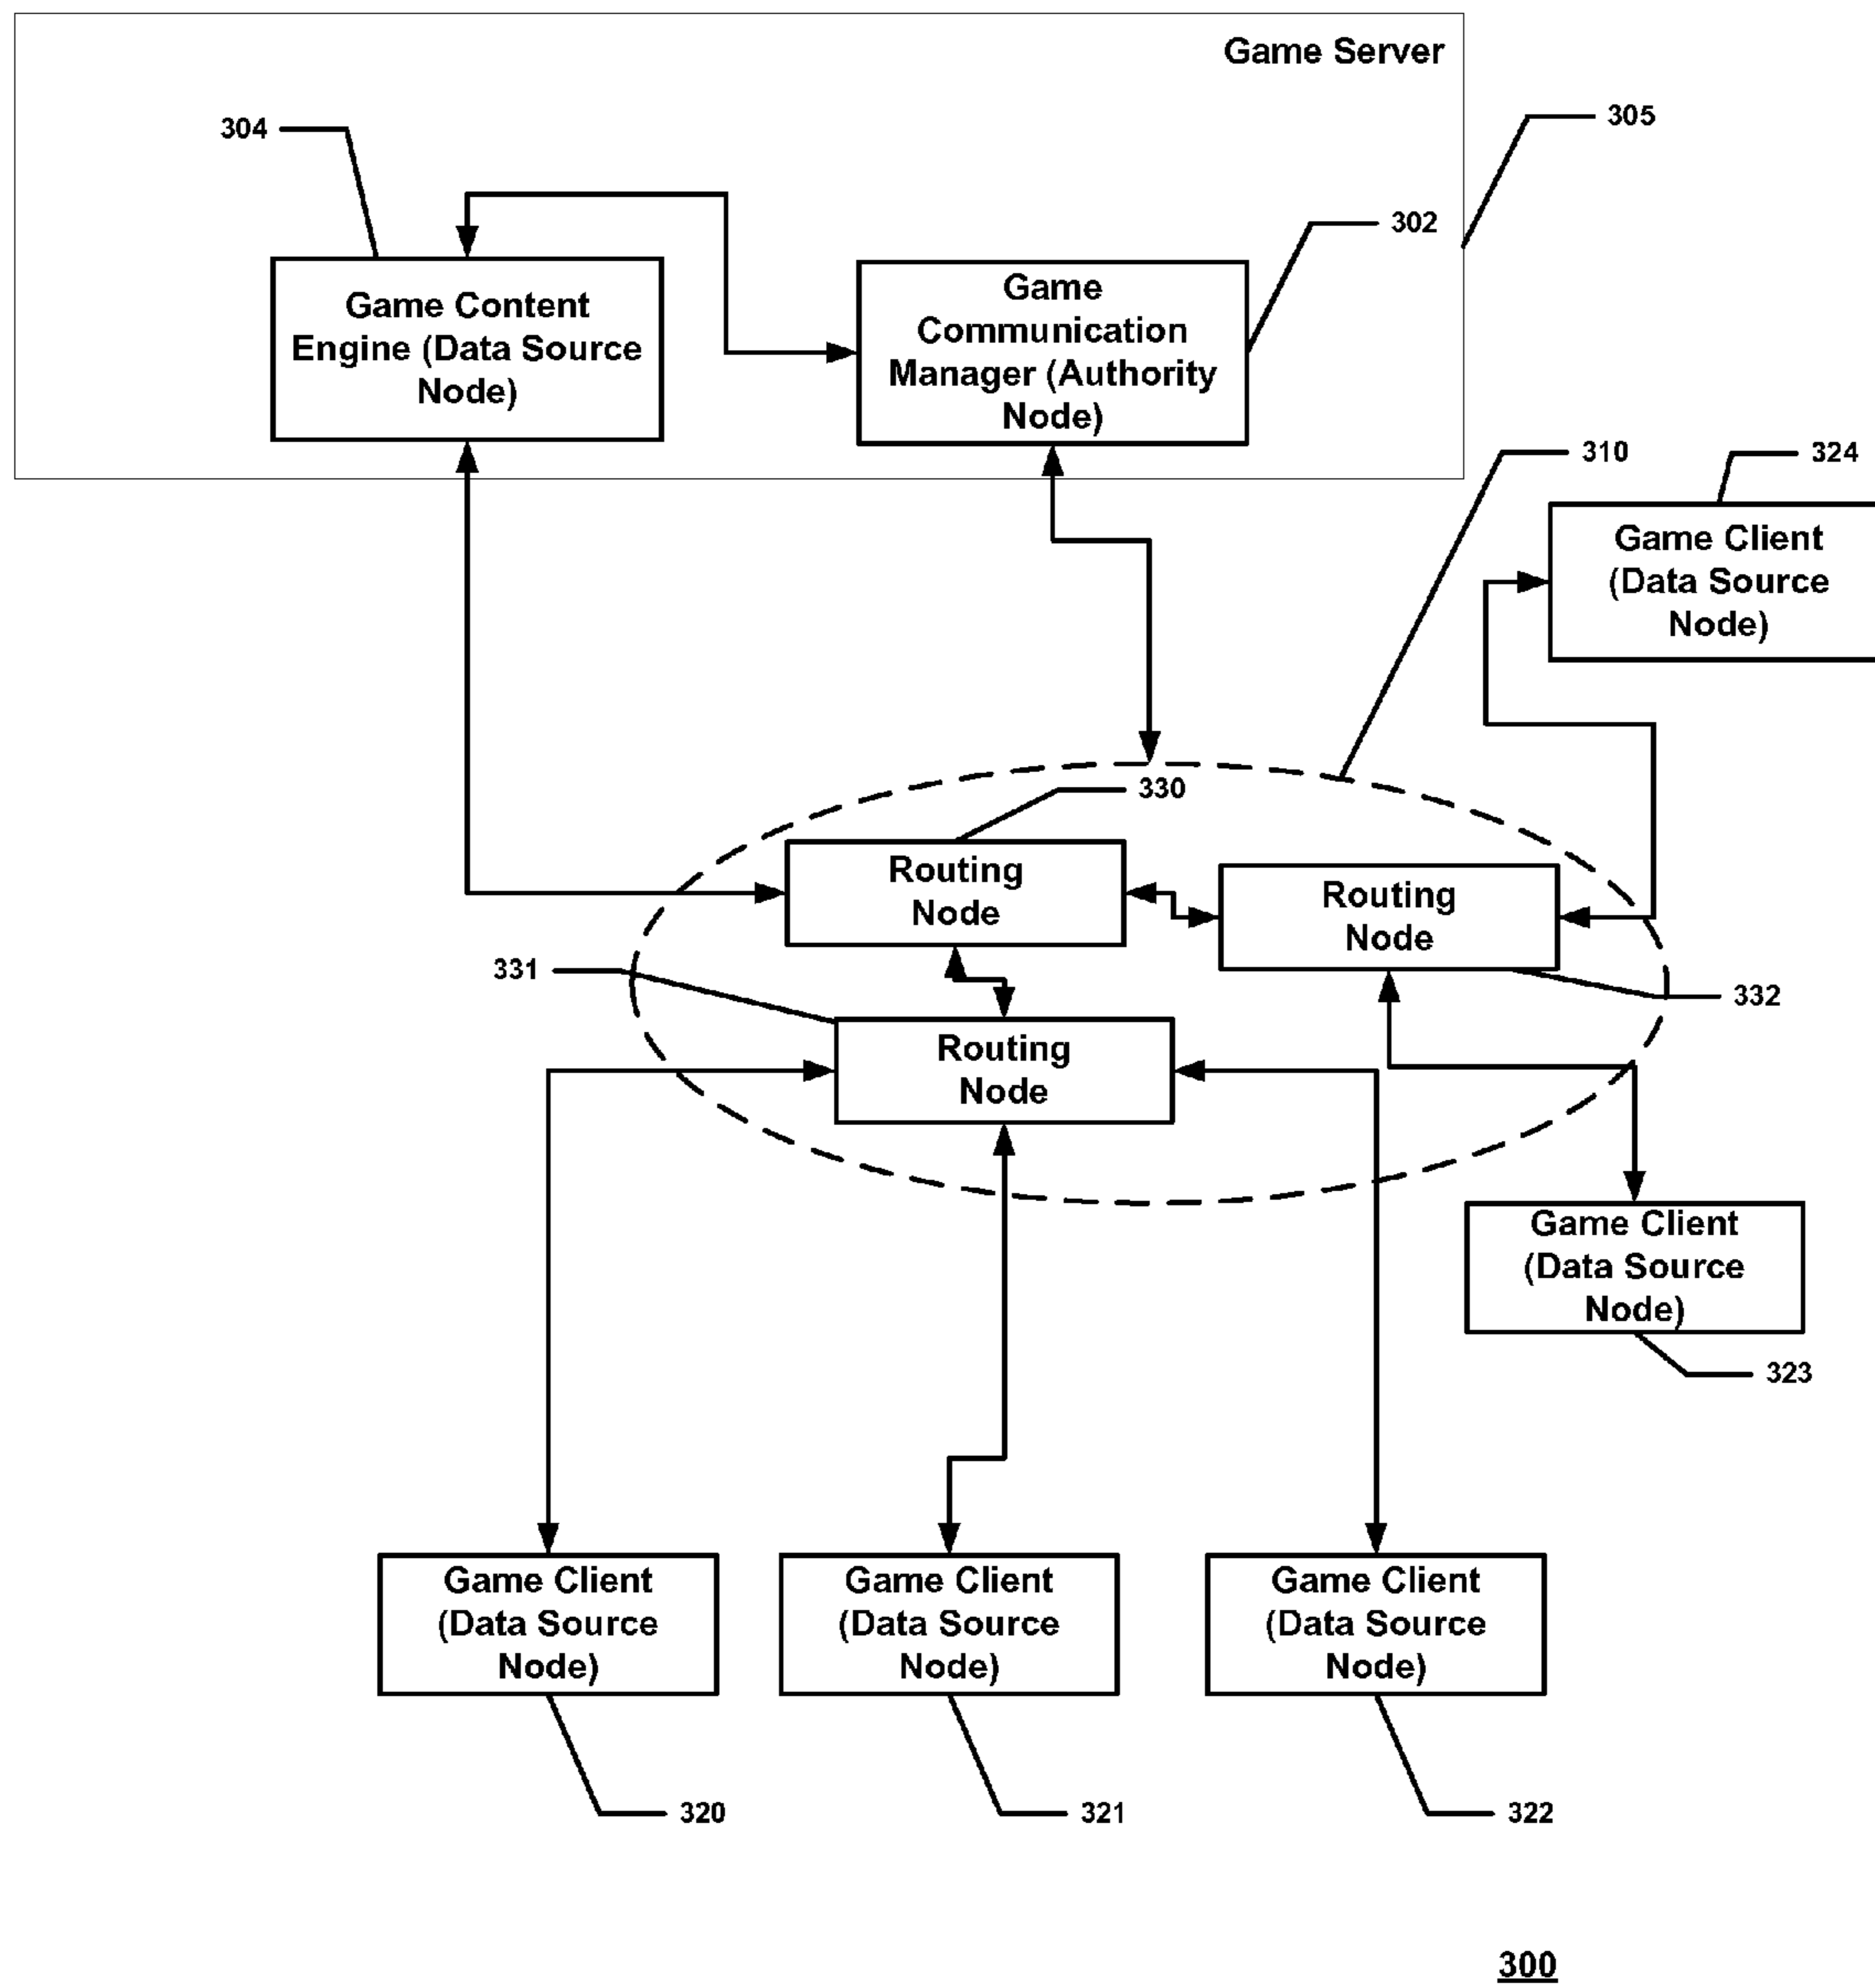 Game Server
304
305
302
Game Content
Engine (Data Source
Node)
Game
Communication
Manager (Authority
Node)
310
324
Game Client
(Data Source
Node)
330
Routing
Node
Routing
Node
331
332
Routing
Node
Game Client
(Data Source
Node)
323
Game Client
(Data Source
Node)
Game Client
(Data Source
Node)
Game Client
(Data Source
Node)
320
321
322
300